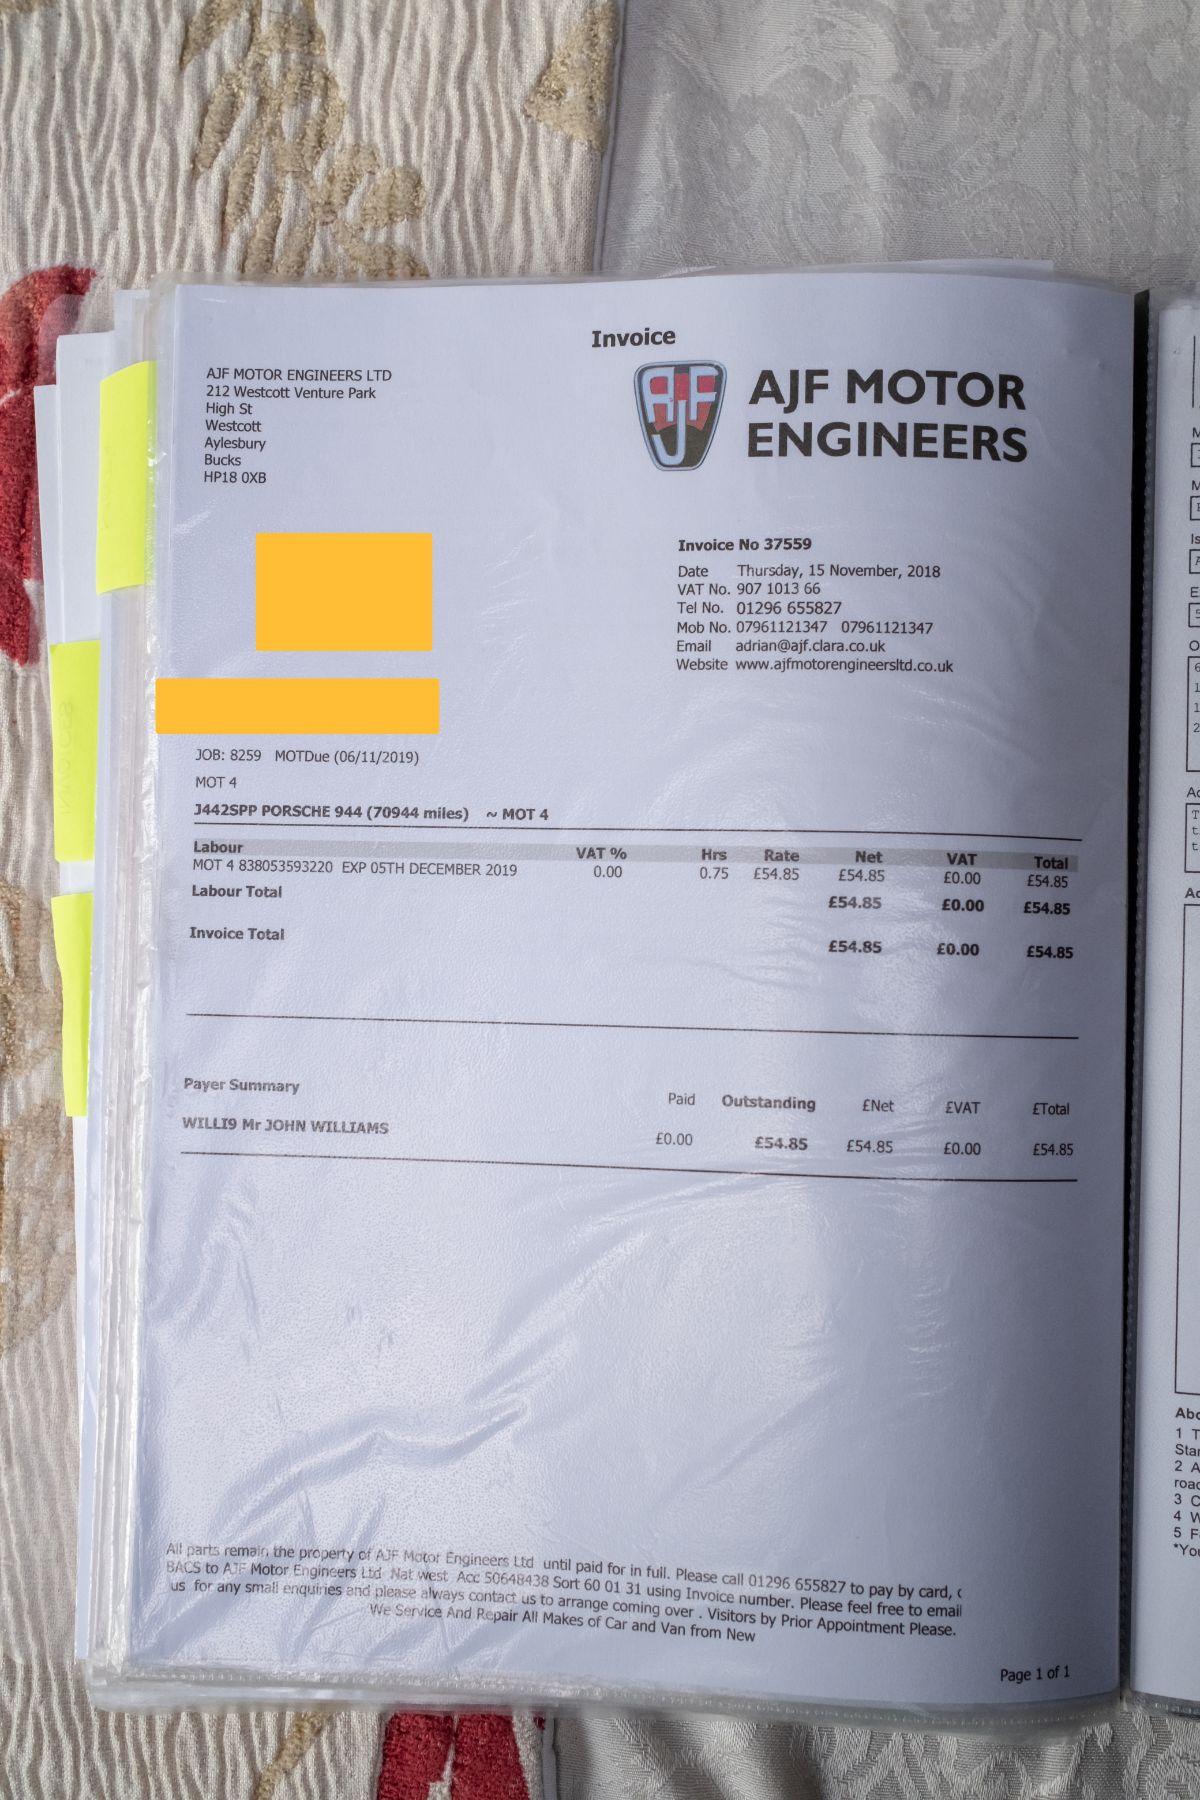 Invoice
AJF MOTOR ENGINEERS LTD
212 Westcott Venture Park
High St
Westcott
Aylesbury
Bucks
HP18 0XB
AJF
AJF MOTOR
ENGINEERS
Invoice No 37559
Date Thursday, 15 November, 2018
VAT No. 907 1013 66
Tel No. 01296 655827
Mob No. 07961121347 07961121347
Email adrian@ajf.clara.co.uk
Website www.ajfmotorengineersltd.co.uk
JOB: 8259 MOTDue (06/11/2019)
MOT 4
J442SPP PORSCHE 944 (70944 miles) ~ MOT 4
Labour VAT % Hrs Rate Net VAT Total
MOT 4 838053593220 EXP 05TH DECEMBER 2019 0.00 0.75 £54.85 £54.85 £0.00 £54.85
Labour Total £54.85 £0.00 £54.85
Invoice Total £54.85 £0.00 £54.85
Payer Summary Paid Outstanding £Net £VAT £Total
WILLI9 Mr JOHN WILLIAMS £0.00 £54.85 £54.85 £0.00 £54.85
All parts remain the property of AJF Motor Engineers Ltd until paid for in full. Please call 01296 655827 to pay by card,
BACS to AJF Motor Engineers Ltd Nat west Acc 50648438 Sort 60 01 31 using Invoice number. Please feel free to email
us for any small enquiries and please always contact us to arrange coming over . Visitors by Prior Appointment Please.
We Service And Repair All Makes of Car and Van from New
Page 1 of 1
1 T
2 A
3 C
4 W
5 F
*You